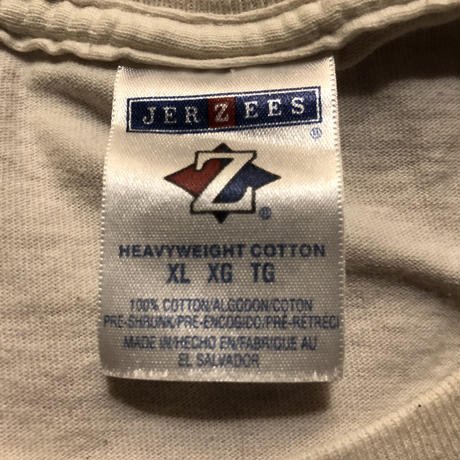 JERZEES
®
Z
®
HEAVYWEIGHT COTTON
XL XG TG
100% COTTON/ALGODON/COTON
PRE-SHRUNK/PRE-ENCOGIDO/PRÉ-RÉTRECI
MADE IN/HECHO EN/FABRIQUE AU
EL SALVADOR